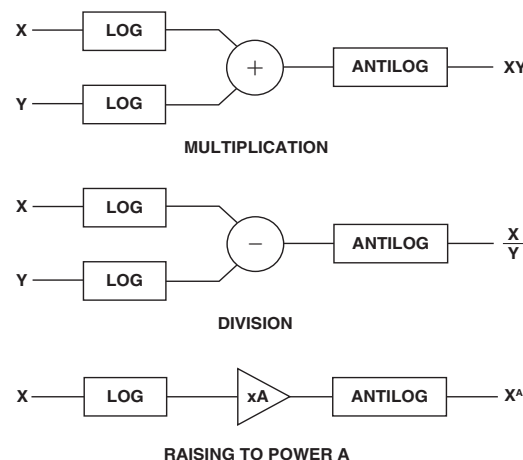 X
LOG
+
ANTILOG
XY
Y
LOG
MULTIPLICATION
X
LOG
−
ANTILOG
X
Y
Y
LOG
DIVISION
X
LOG
xA
ANTILOG
Xᴬ
RAISING TO POWER A